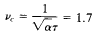 ν_c = 1/(√ατ) = 1.7